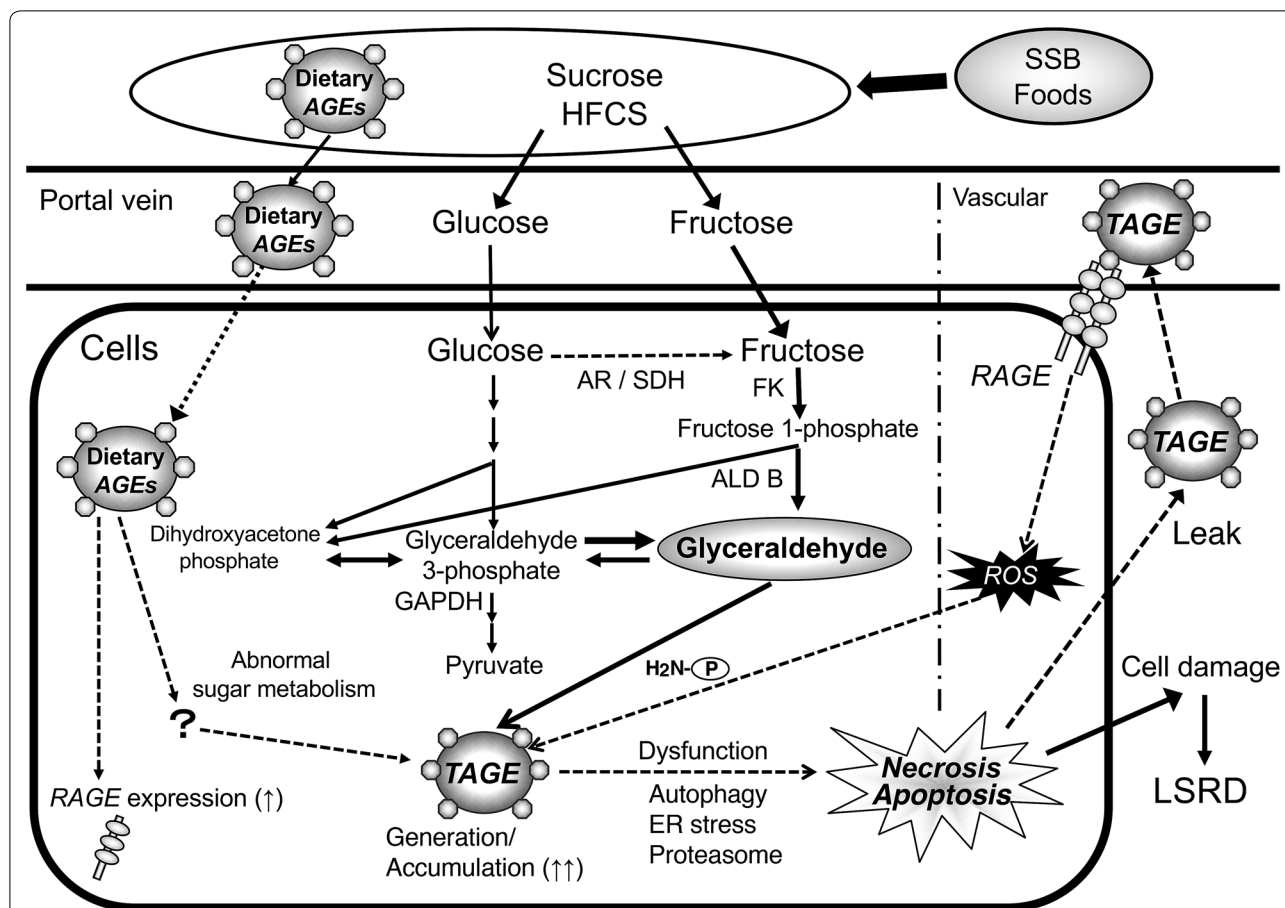 Dietary
AGEs
Sucrose
HFCS
SSB
Foods
Portal vein
Dietary
AGEs
Glucose
Fructose
Vascular
TAGE
Cells
Glucose
AR / SDH
Fructose
FK
RAGE
Fructose 1-phosphate
ALD B
TAGE
Leak
Dietary
AGEs
Dihydroxyacetone
phosphate
Glyceraldehyde
3-phosphate
GAPDH
Glyceraldehyde
ROS
Pyruvate
H2N-P
Abnormal
sugar metabolism
?
Cell damage
LSRD
RAGE expression (↑)
TAGE
Generation/
Accumulation (↑↑)
Dysfunction
Autophagy
ER stress
Proteasome
Necrosis
Apoptosis